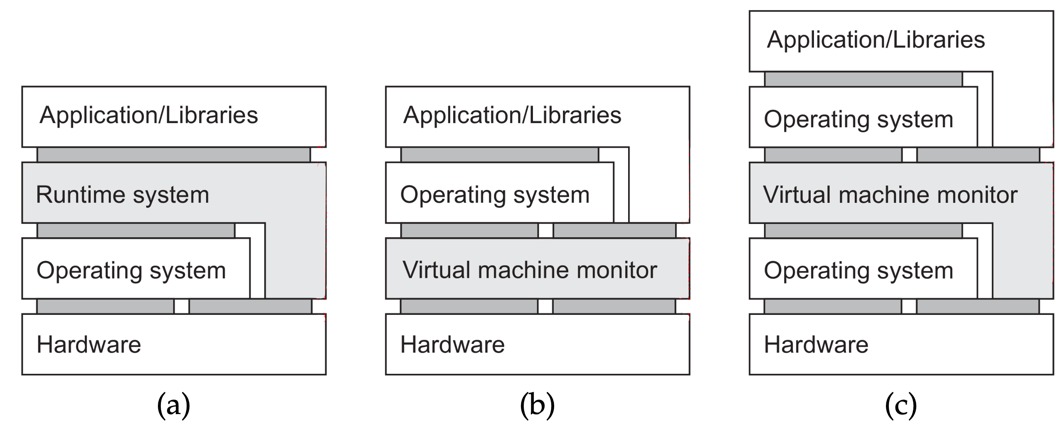 Application/Libraries
Runtime system
Operating system
Hardware
(a)
Application/Libraries
Operating system
Virtual machine monitor
Hardware
(b)
Application/Libraries
Operating system
Virtual machine monitor
Operating system
Hardware
(c)